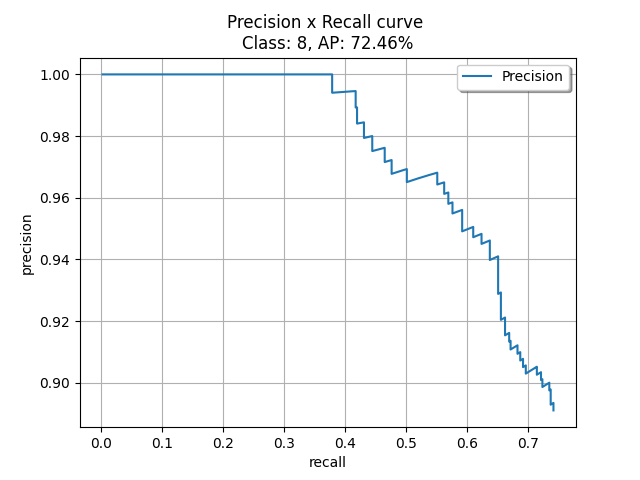 Precision x Recall curve
Class: 8, AP: 72.46%
Precision
1.00
0.98
0.96
0.94
0.92
0.90
precision
0.0 0.1 0.2 0.3 0.4 0.5 0.6 0.7
recall